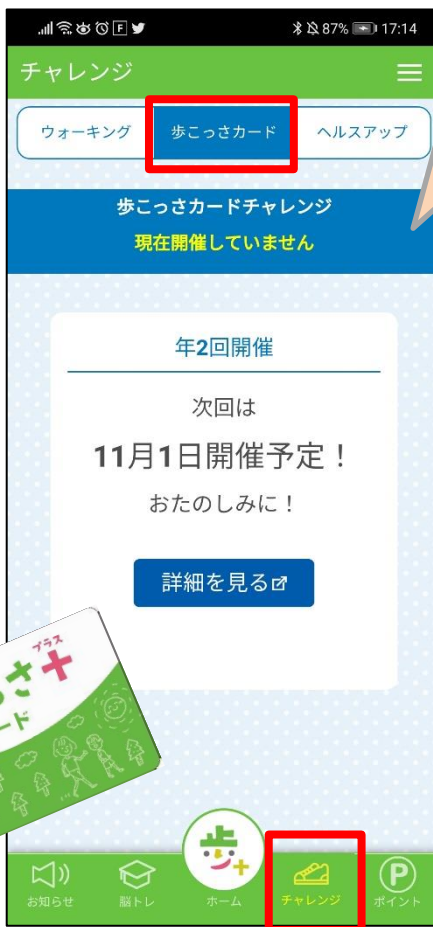 87% 17:14
チャレンジ
ウォーキング 歩こっさカード ヘルスアップ
歩こっさカードチャレンジ
現在開催していません
年2回開催
次回は
11月1日開催予定！
おたのしみに！
詳細を見る
プラス
っさ+
ード
歩+
お知らせ 脳トレ ホーム チャレンジ ポイント
P